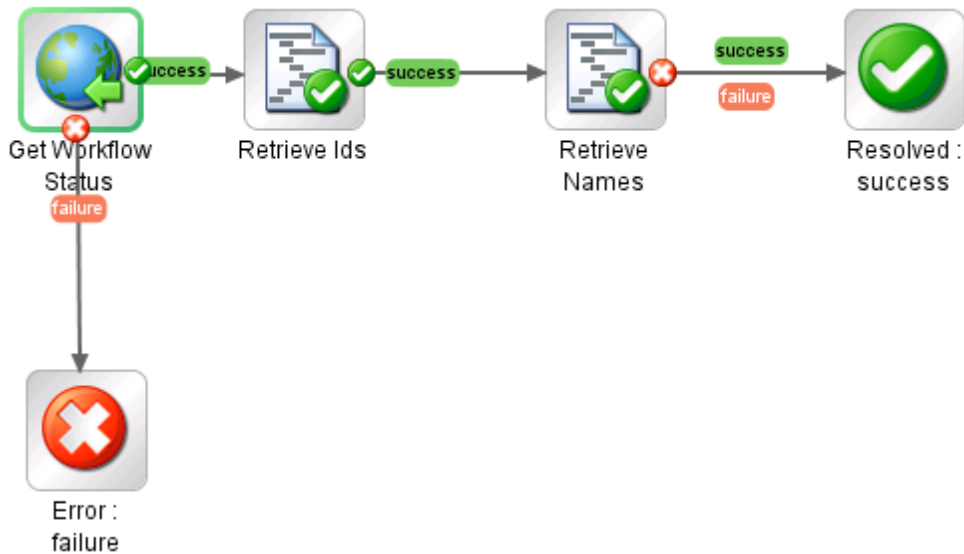 success
success
success
failure
Get Workflow
Status
Retrieve Ids
Retrieve
Names
Resolved :
success
failure
Error :
failure